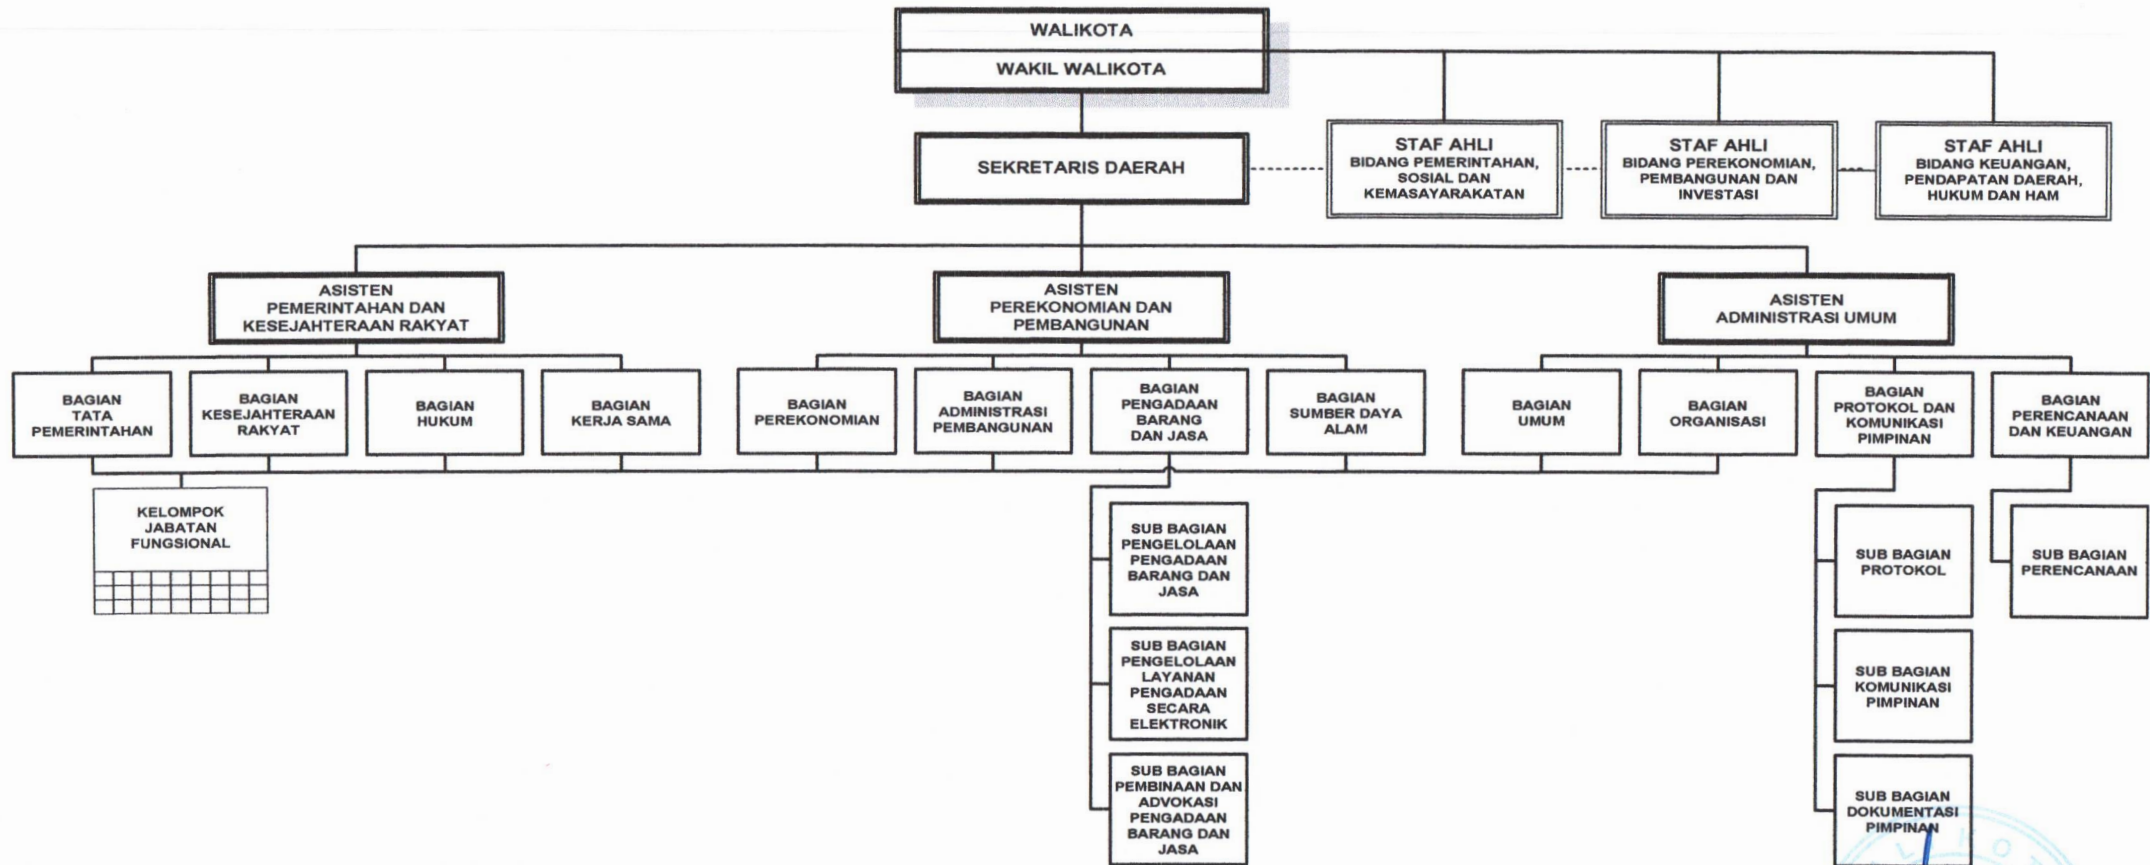 WALIKOTA
WAKIL WALIKOTA
SEKRETARIS DAERAH
STAF AHLI
BIDANG PEMERINTAHAN,
SOSIAL DAN
KEMASAYARAKATAN
STAF AHLI
BIDANG PEREKONOMIAN,
PEMBANGUNAN DAN
INVESTASI
STAF AHLI
BIDANG KEUANGAN,
PENDAPATAN DAERAH,
HUKUM DAN HAM
ASISTEN
PEMERINTAHAN DAN
KESEJAHTERAAN RAKYAT
ASISTEN
PEREKONOMIAN DAN
PEMBANGUNAN
ASISTEN
ADMINISTRASI UMUM
BAGIAN
TATA
PEMERINTAHAN
BAGIAN
KESEJAHTERAAN
RAKYAT
BAGIAN
HUKUM
BAGIAN
KERJA SAMA
BAGIAN
PEREKONOMIAN
BAGIAN
ADMINISTRASI
PEMBANGUNAN
BAGIAN
PENGADAAN
BARANG
DAN JASA
BAGIAN
SUMBER DAYA
ALAM
BAGIAN
UMUM
BAGIAN
ORGANISASI
BAGIAN
PROTOKOL DAN
KOMUNIKASI
PIMPINAN
BAGIAN
PERENCANAAN
DAN KEUANGAN
KELOMPOK
JABATAN
FUNGSIONAL
SUB BAGIAN
PENGELOLAAN
PENGADAAN
BARANG DAN
JASA
SUB BAGIAN
PENGELOLAAN
LAYANAN
PENGADAAN
SECARA
ELEKTRONIK
SUB BAGIAN
PEMBINAAN DAN
ADVOKASI
PENGADAAN
BARANG DAN
JASA
SUB BAGIAN
PROTOKOL
SUB BAGIAN
KOMUNIKASI
PIMPINAN
SUB BAGIAN
DOKUMENTASI
PIMPINAN
SUB BAGIAN
PERENCANAAN